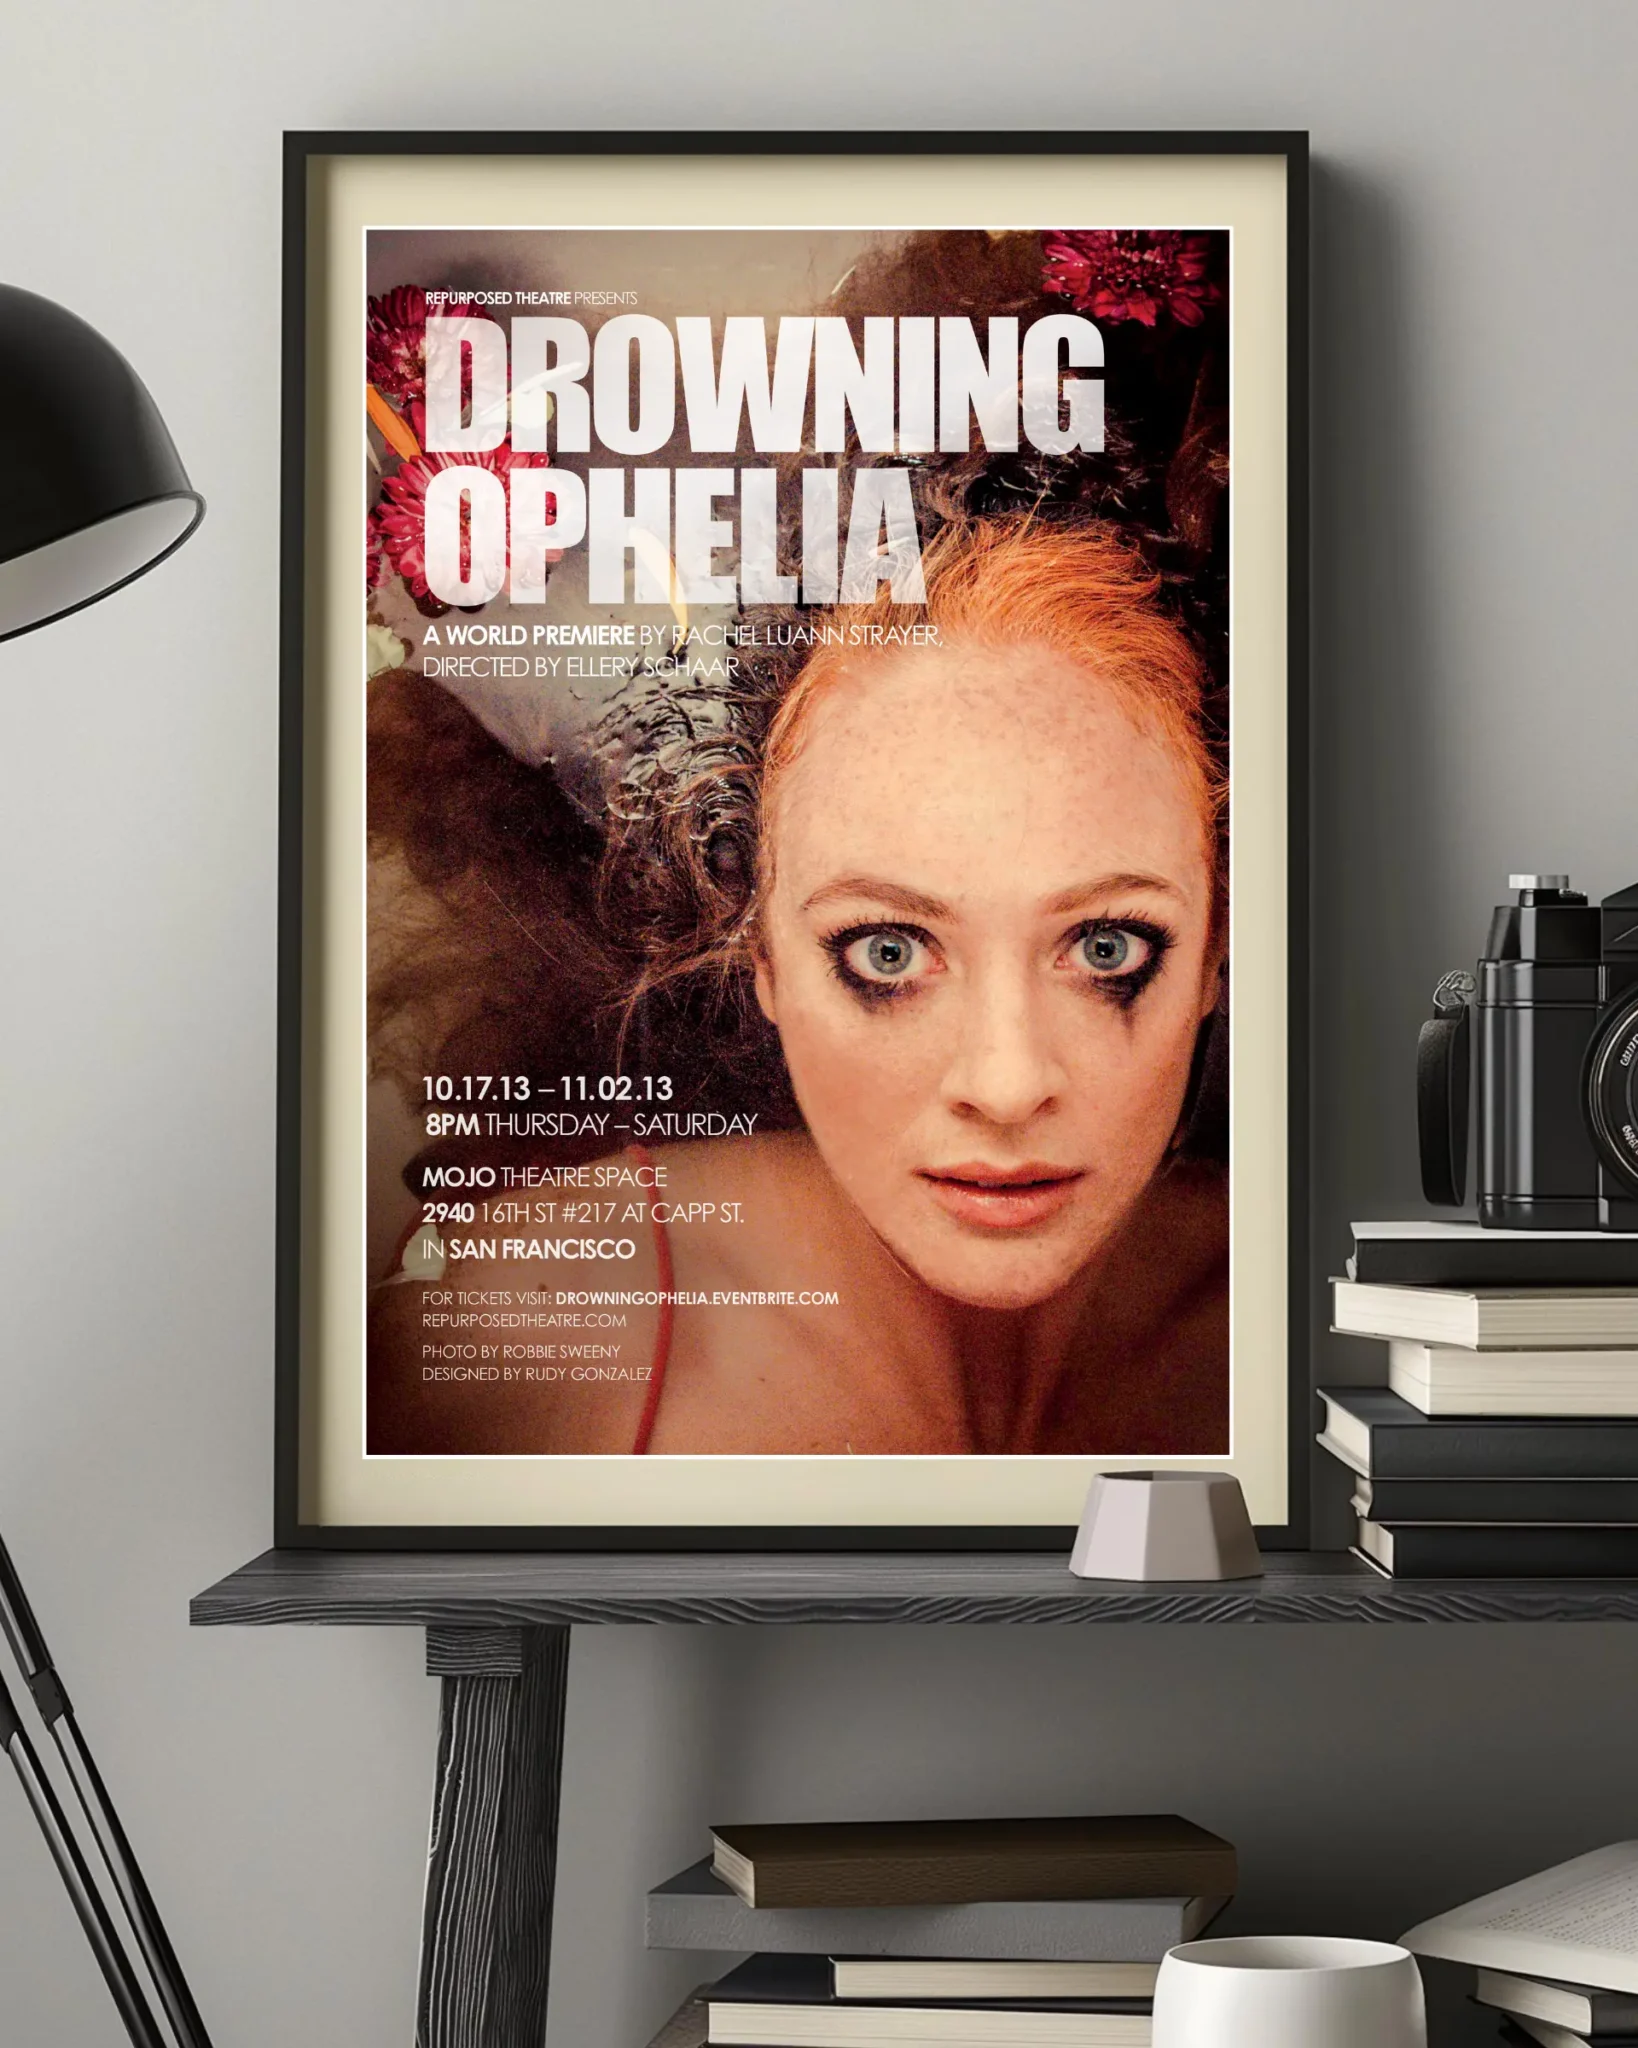 REPURPOSED THEATRE PRESENTS
DROWNING
OPHELIA
A WORLD PREMIERE BY RACHEL LUANN STRAYER,
DIRECTED BY ELLERY SCHAAR
10.17.13 – 11.02.13
8PM THURSDAY – SATURDAY
MOJO THEATRE SPACE
2940 16TH ST #217 AT CAPP ST.
IN SAN FRANCISCO
FOR TICKETS VISIT: DROWNINGOPHELIA.EVENTBRITE.COM
REPURPOSEDTHEATRE.COM
PHOTO BY ROBBIE SWEENY
DESIGNED BY RUDY GONZALEZ